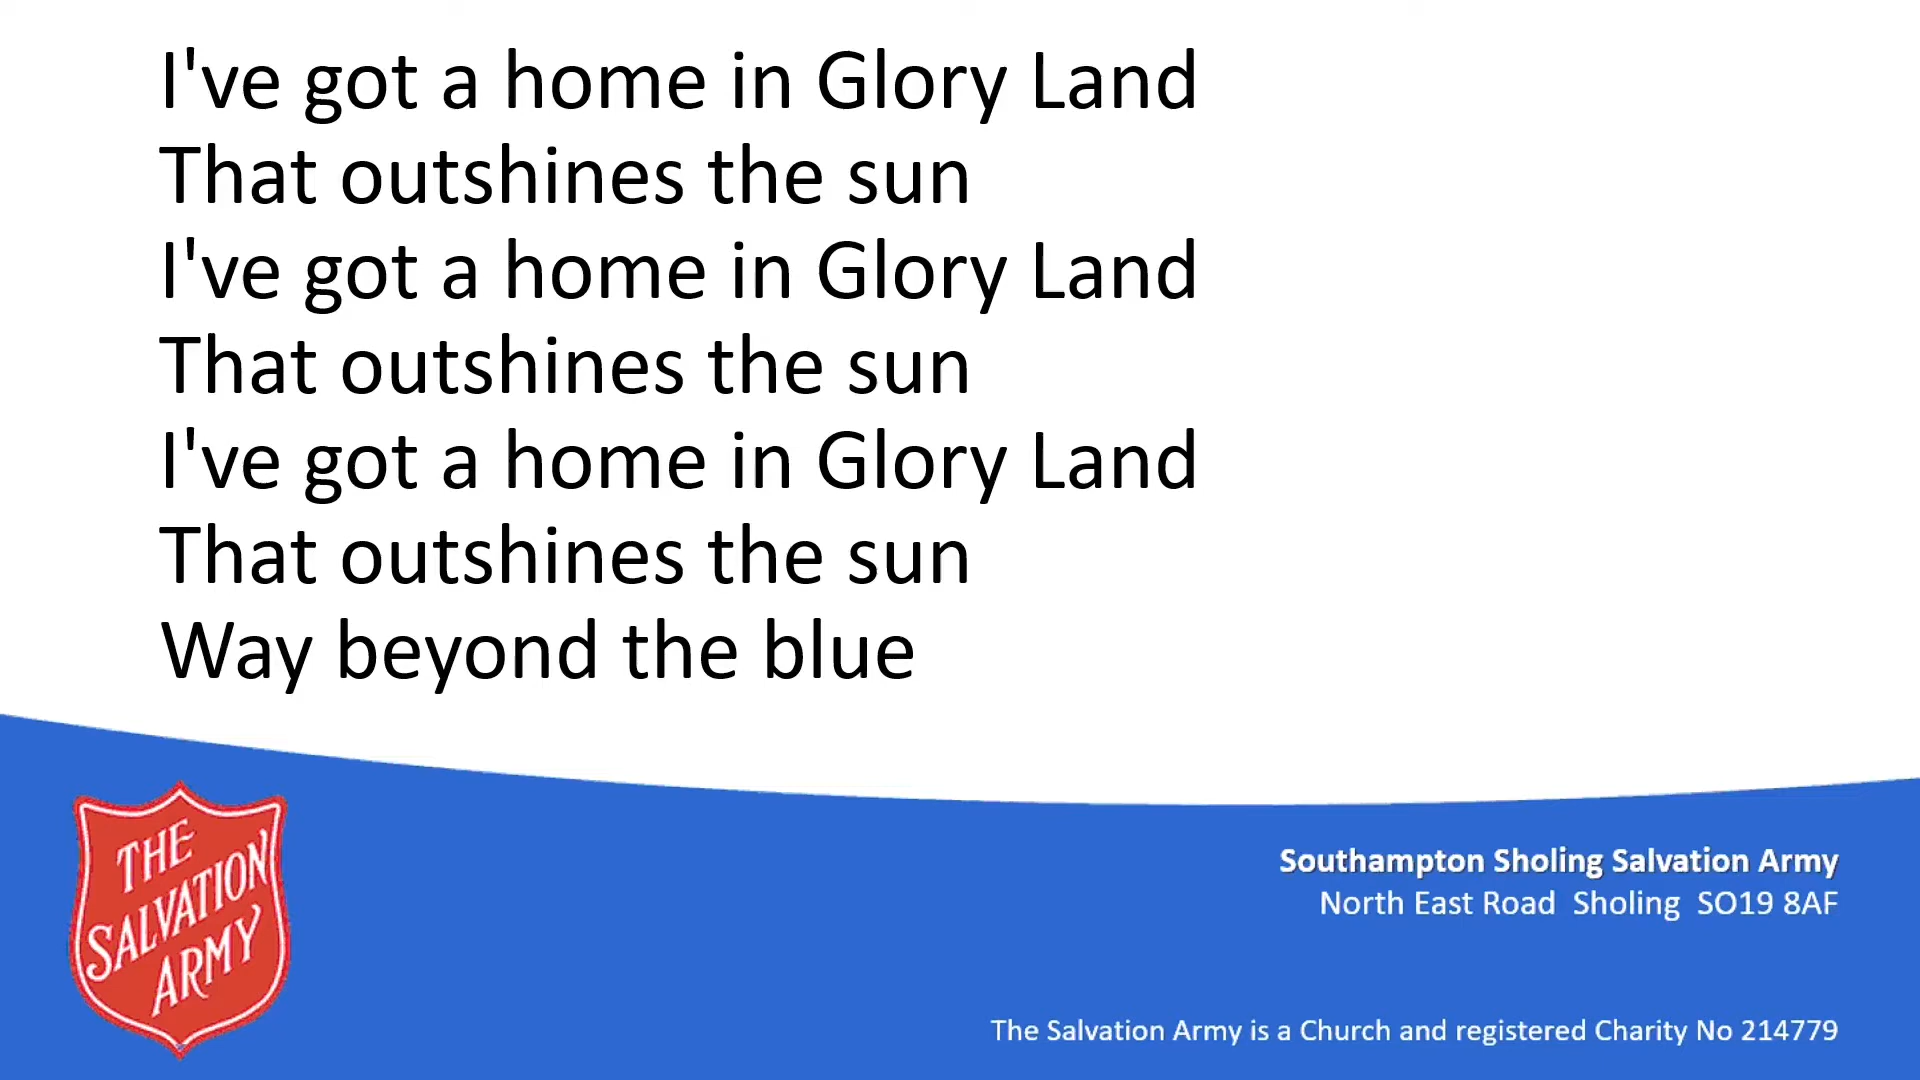 I've got a home in Glory Land
That outshines the sun
I've got a home in Glory Land
That outshines the sun
I've got a home in Glory Land
That outshines the sun
Way beyond the blue
THE
SALVATION
ARMY
Southampton Sholing Salvation Army
North East Road  Sholing  SO19 8AF
The Salvation Army is a Church and registered Charity No 214779